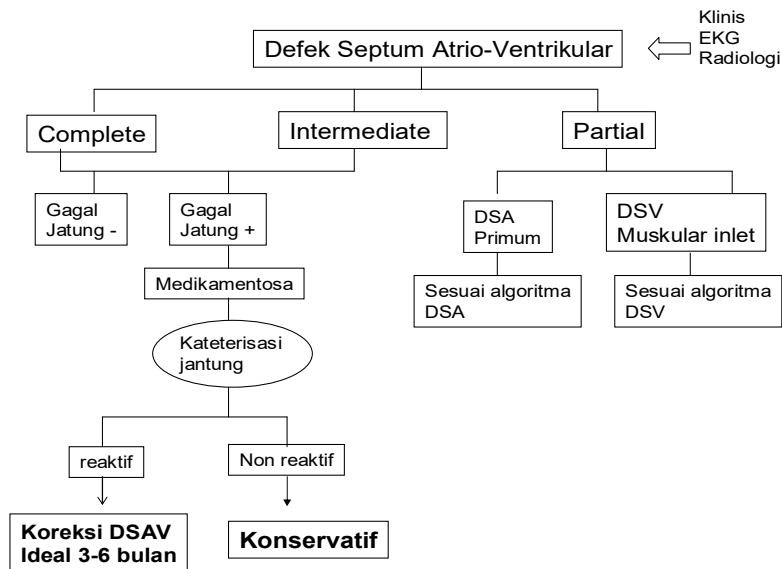 Klinis
EKG
Radiologi
Defek Septum Atrio-Ventrikular
Complete
Intermediate
Partial
Gagal
Jatung -
Gagal
Jatung +
DSA
Primum
DSV
Muskular inlet
Medikamentosa
Sesuai algoritma
DSA
Sesuai algoritma
DSV
Kateterisasi
jantung
reaktif
Non reaktif
Koreksi DSAV
Ideal 3-6 bulan
Konservatif